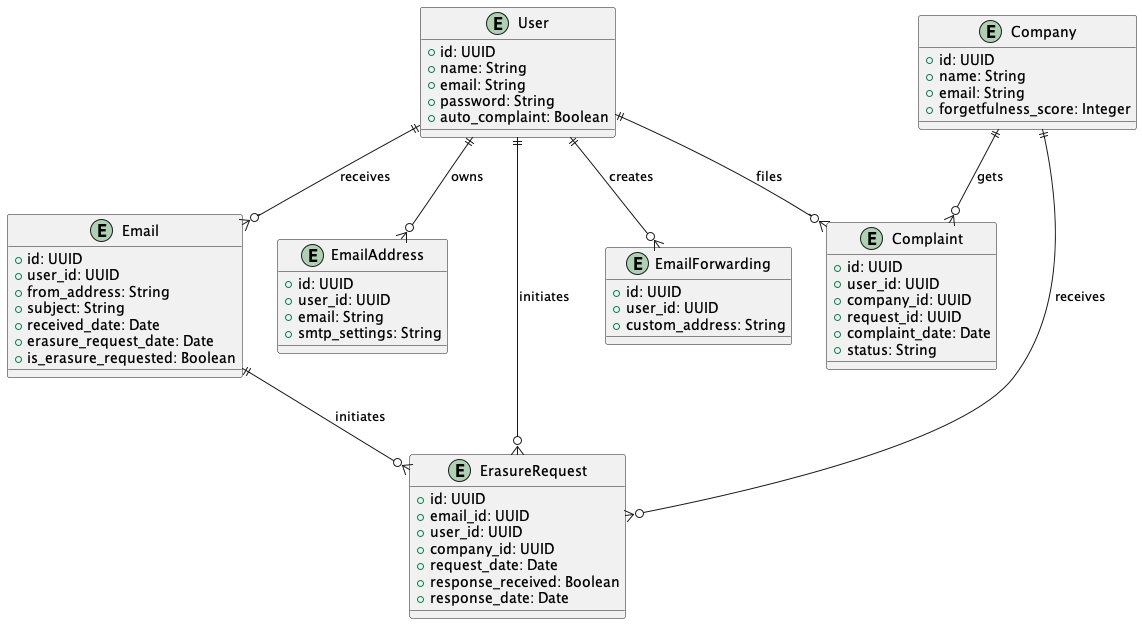 E User
id: UUID
name: String
email: String
password: String
auto_complaint: Boolean
E Company
id: UUID
name: String
email: String
forgetfulness_score: Integer
receives
owns
creates
files
gets
E Email
id: UUID
user_id: UUID
from_address: String
subject: String
received_date: Date
erasure_request_date: Date
is_erasure_requested: Boolean
E EmailAddress
id: UUID
user_id: UUID
email: String
smtp_settings: String
initiates
E EmailForwarding
id: UUID
user_id: UUID
custom_address: String
E Complaint
id: UUID
user_id: UUID
company_id: UUID
request_id: UUID
complaint_date: Date
status: String
receives
initiates
E ErasureRequest
id: UUID
email_id: UUID
user_id: UUID
company_id: UUID
request_date: Date
response_received: Boolean
response_date: Date